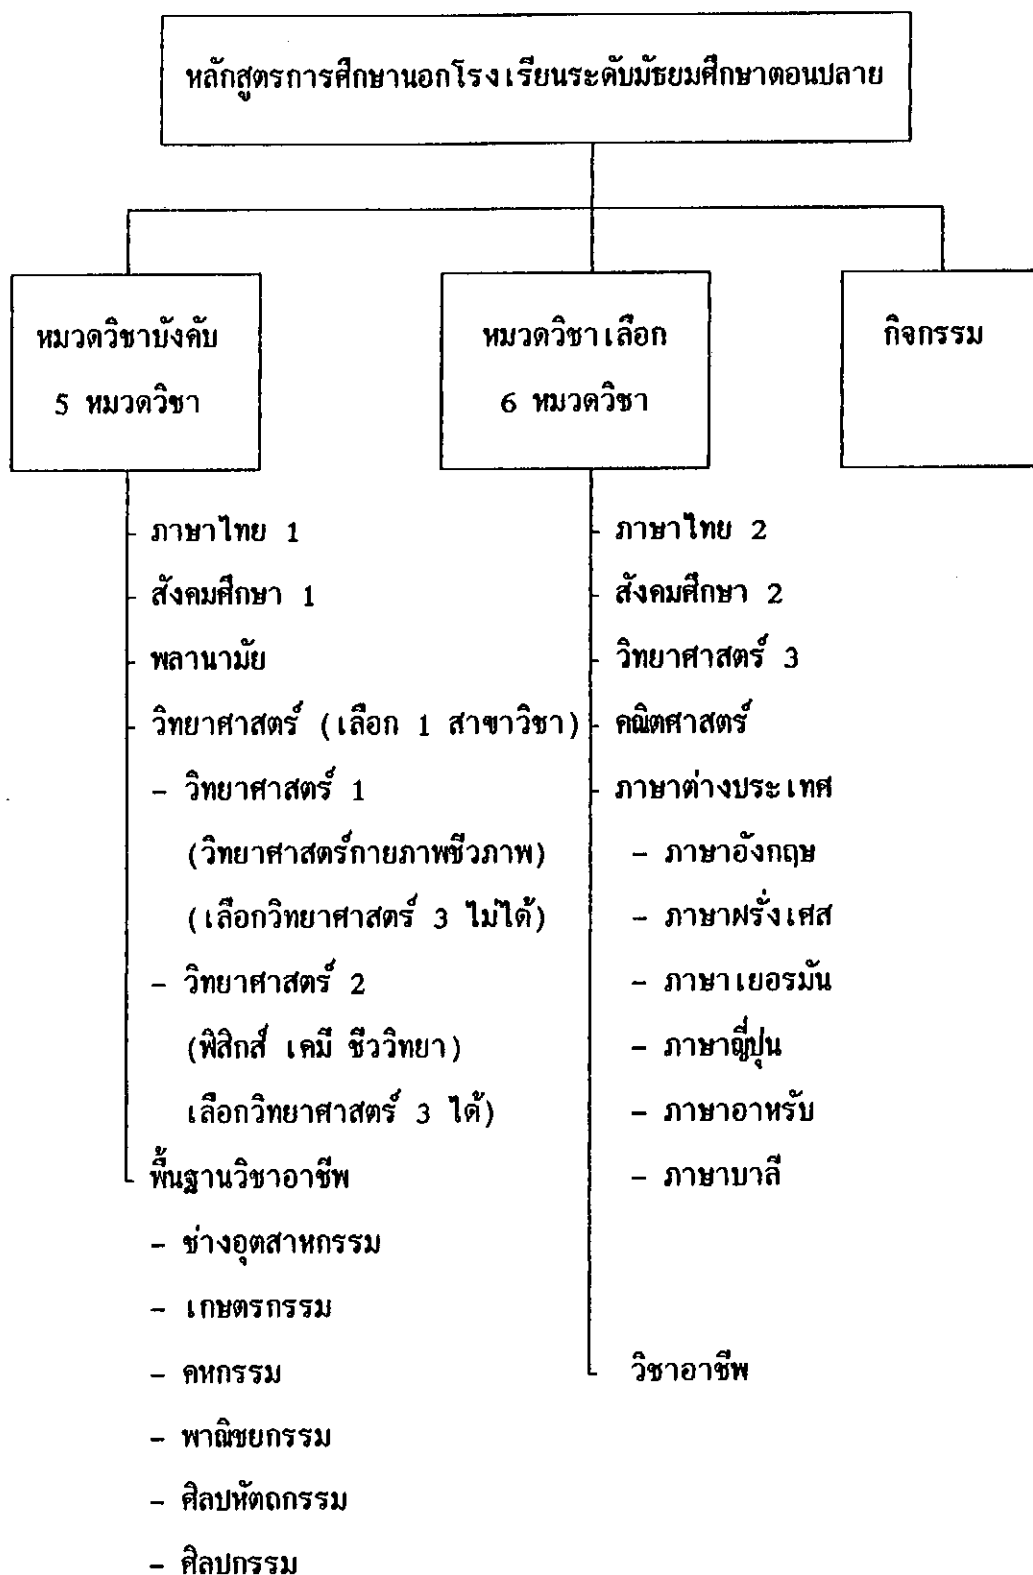 หลักสูตรการศึกษานอกโรงเรียนระดับมัธยมศึกษาตอนปลาย
หมวดวิชาบังคับ
5 หมวดวิชา
ภาษาไทย 1
สังคมศึกษา 1
พลานามัย
วิทยาศาสตร์ (เลือก 1 สาขาวิชา)
- วิทยาศาสตร์ 1
(วิทยาศาสตร์กายภาพชีวภาพ)
(เลือกวิทยาศาสตร์ 3 ไม่ได้)
- วิทยาศาสตร์ 2
(ฟิสิกส์ เคมี ชีววิทยา)
เลือกวิทยาศาสตร์ 3 ได้)
พื้นฐานวิชาอาชีพ
- ช่างอุตสาหกรรม
- เกษตรกรรม
- คหกรรม
- พาณิชยกรรม
- ศิลปหัตถกรรม
- ศิลปกรรม
หมวดวิชาเลือก
6 หมวดวิชา
ภาษาไทย 2
สังคมศึกษา 2
วิทยาศาสตร์ 3
คณิตศาสตร์
ภาษาต่างประเทศ
- ภาษาอังกฤษ
- ภาษาฝรั่งเศส
- ภาษาเยอรมัน
- ภาษาญี่ปุ่น
- ภาษาอาหรับ
- ภาษาบาลี
วิชาอาชีพ
กิจกรรม